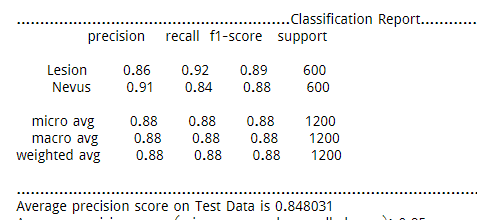 ..................................................................Classification Report.............
precision recall f1-score support
Lesion 0.86 0.92 0.89 600
Nevus 0.91 0.84 0.88 600
micro avg 0.88 0.88 0.88 1200
macro avg 0.88 0.88 0.88 1200
weighted avg 0.88 0.88 0.88 1200
....................................................................................................................
Average precision score on Test Data is 0.848031